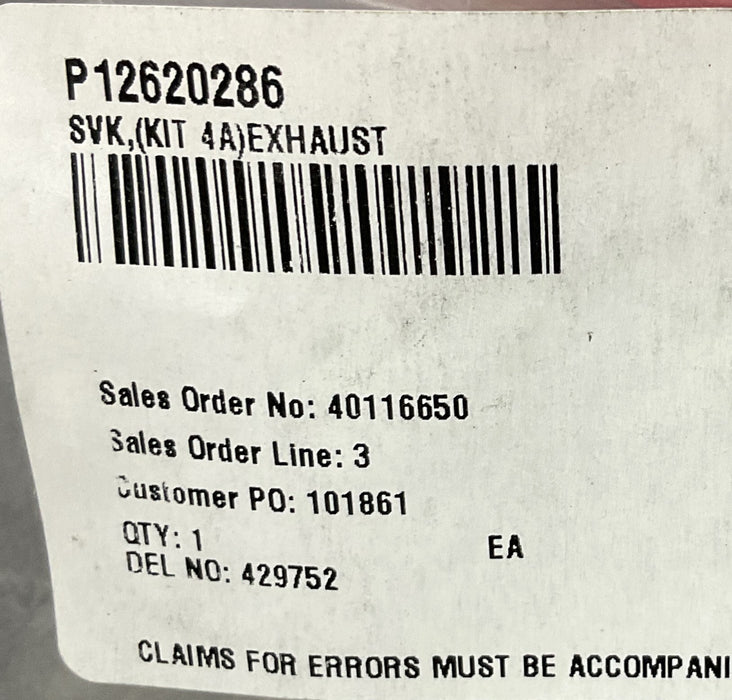 P12620286
SVK,(KIT 4A)EXHAUST
Sales Order No: 40116650
Sales Order Line: 3
Customer PO: 101861
QTY: 1 EA
DEL NO: 429752
CLAIMS FOR ERRORS MUST BE ACCOMPANI